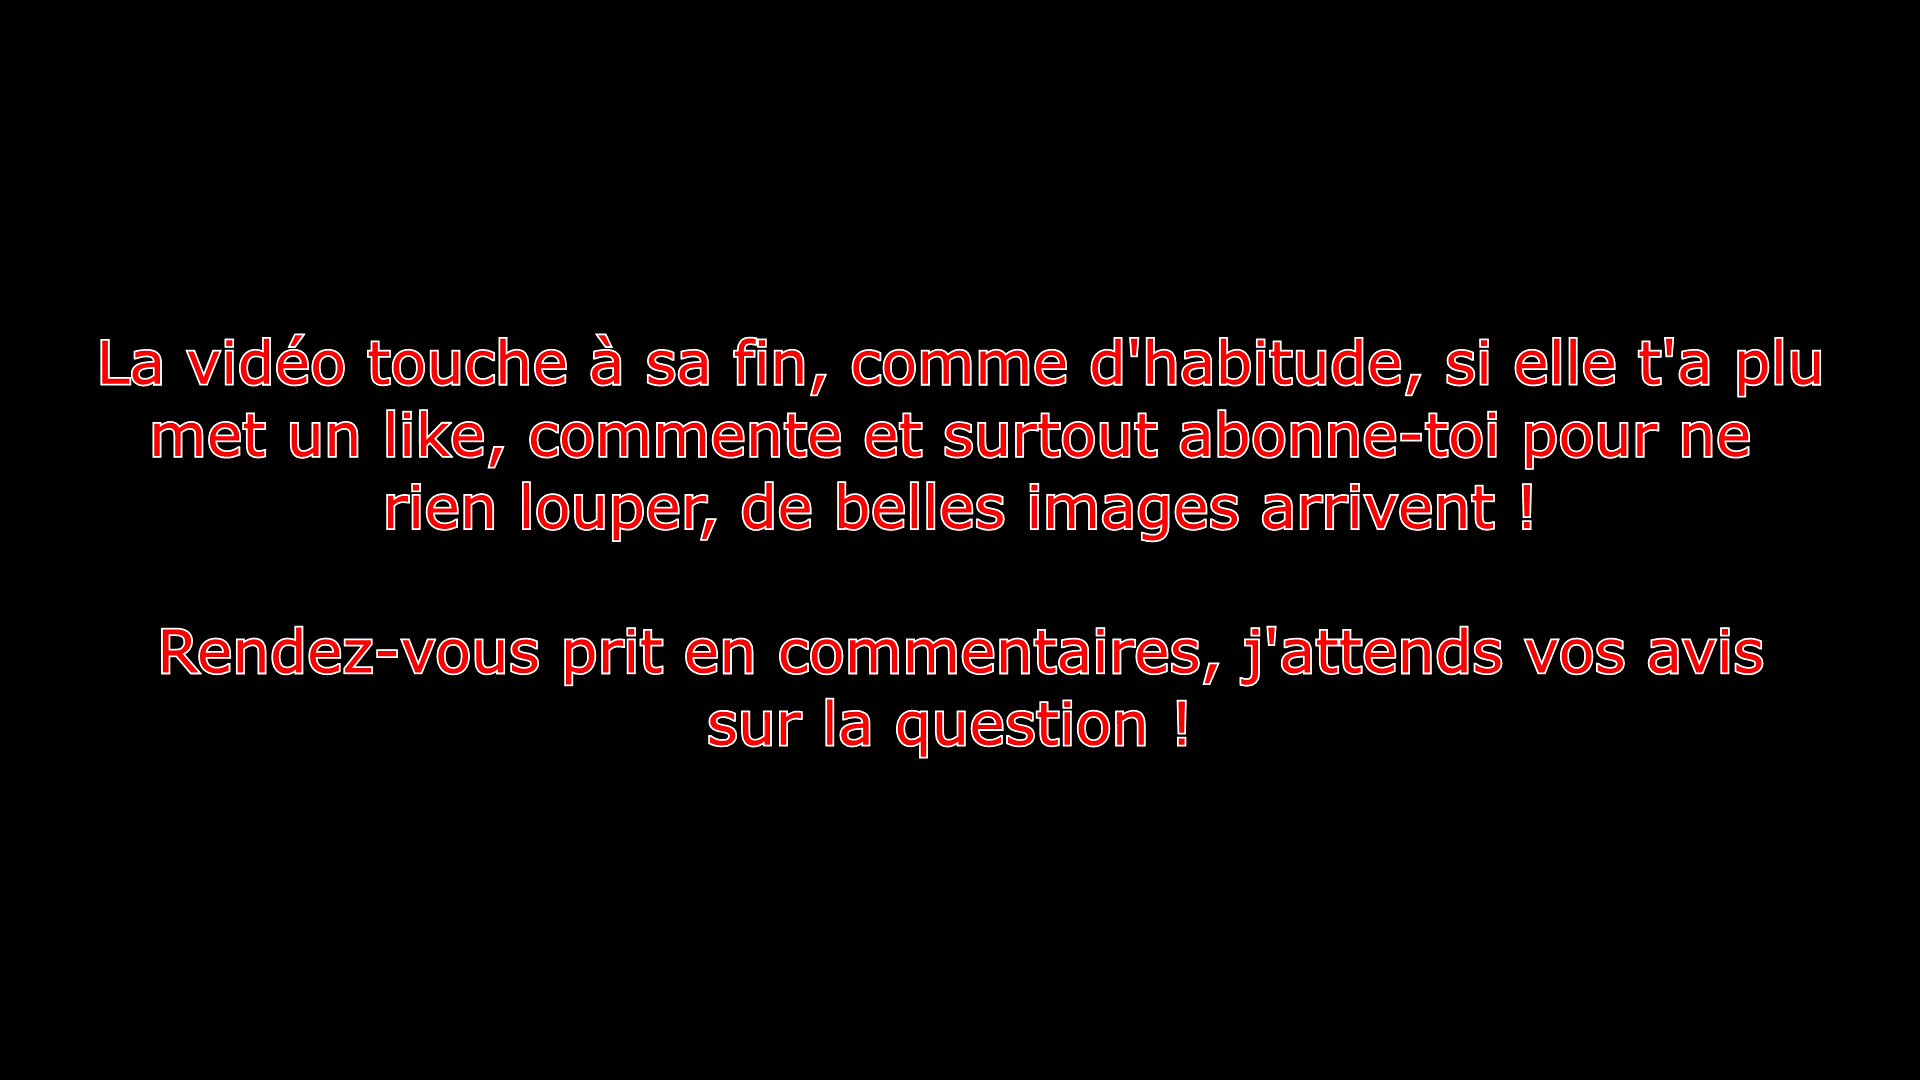 La vidéo touche à sa fin, comme d'habitude, si elle t'a plu
met un like, commente et surtout abonne-toi pour ne
rien louper, de belles images arrivent !
Rendez-vous prit en commentaires, j'attends vos avis
sur la question !